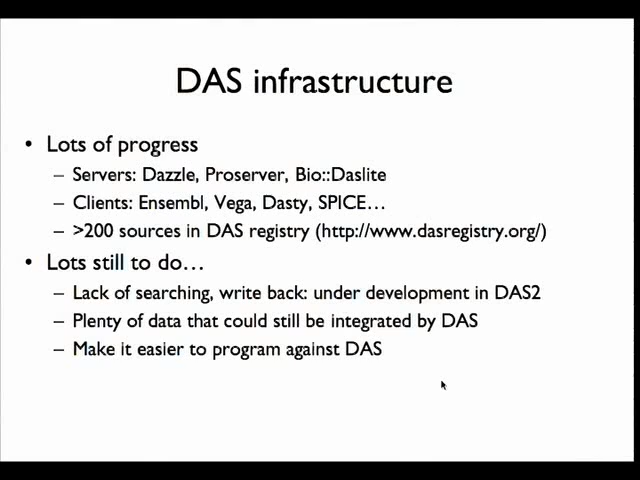 DAS infrastructure
• Lots of progress
– Servers: Dazzle, Proserver, Bio::Daslite
– Clients: Ensembl, Vega, Dasty, SPICE…
– >200 sources in DAS registry (http://www.dasregistry.org/)
• Lots still to do…
– Lack of searching, write back: under development in DAS2
– Plenty of data that could still be integrated by DAS
– Make it easier to program against DAS